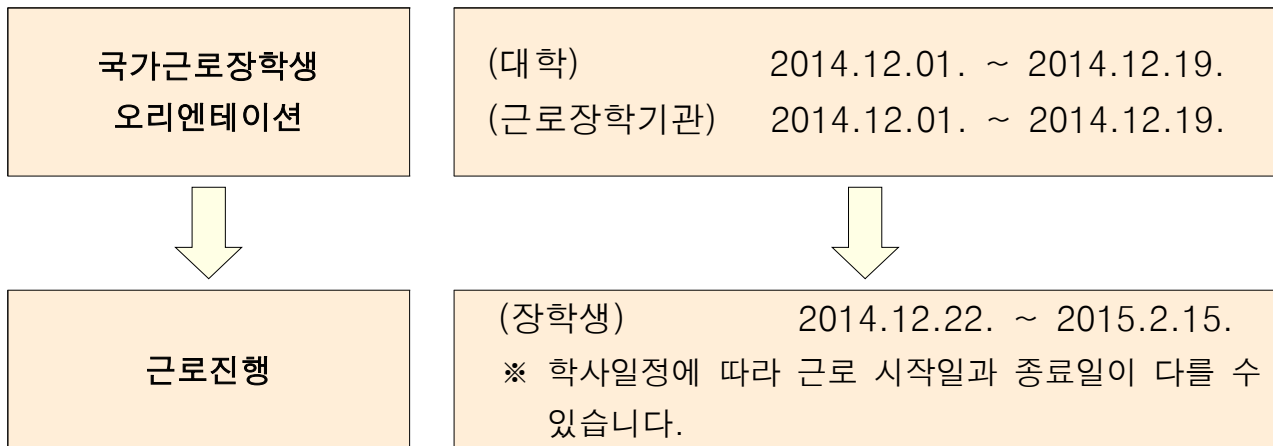 국가근로장학생
오리엔테이션
(대학) 2014.12.01. ~ 2014.12.19.
(근로장학기관) 2014.12.01. ~ 2014.12.19.
근로진행
(장학생) 2014.12.22. ~ 2015.2.15.
※ 학사일정에 따라 근로 시작일과 종료일이 다를 수
있습니다.